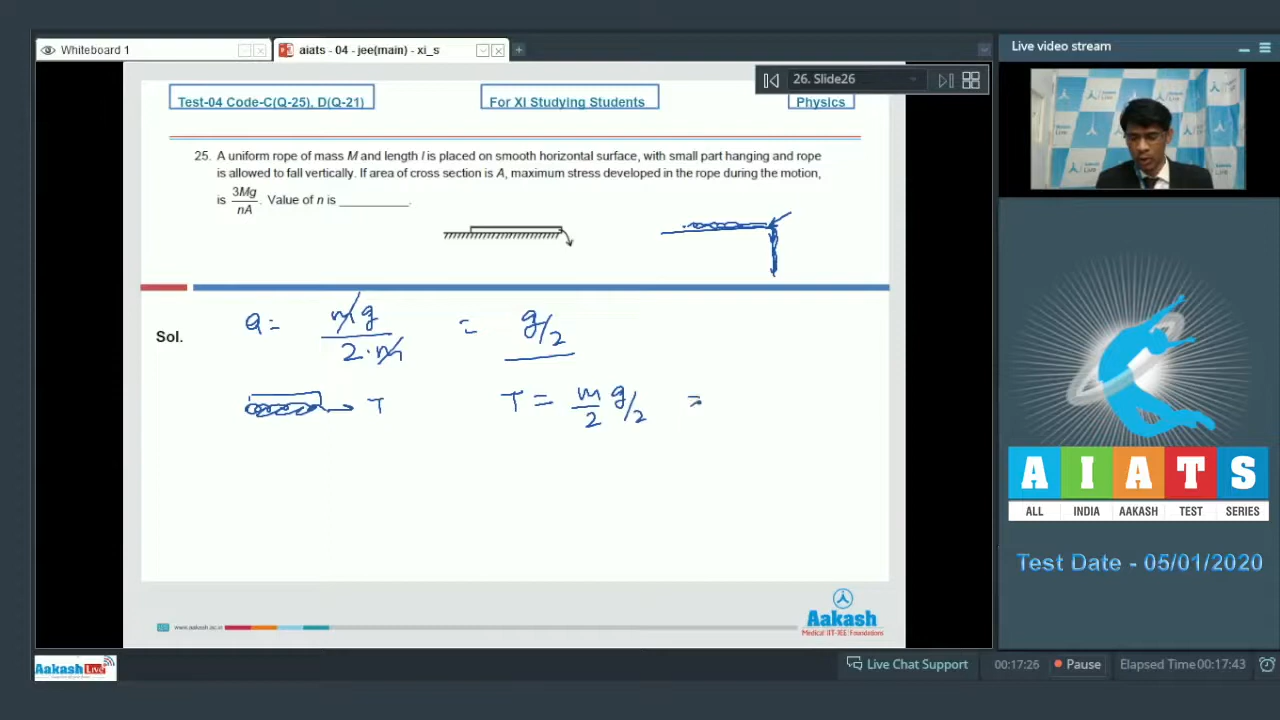 Whiteboard 1
aiats - 04 - jee(main) - xi_s
Live video stream
26. Slide26
Test-04 Code-C(Q-25), D(Q-21)
For XI Studying Students
Physics
25. A uniform rope of mass M and length l is placed on smooth horizontal surface, with small part hanging and rope
is allowed to fall vertically. If area of cross section is A, maximum stress developed in the rope during the motion,
is 3Mg/nA. Value of n is __________.
Sol.
a = mg / 2·m = g/2
T T = m/2 g/2 =
A I A T S
ALL INDIA AAKASH TEST SERIES
Test Date - 05/01/2020
www.aakash.ac.in
Aakash
Medical|IIT-JEE|Foundations
Aakash Live
Live Chat Support
00:17:26
Pause
Elapsed Time 00:17:43